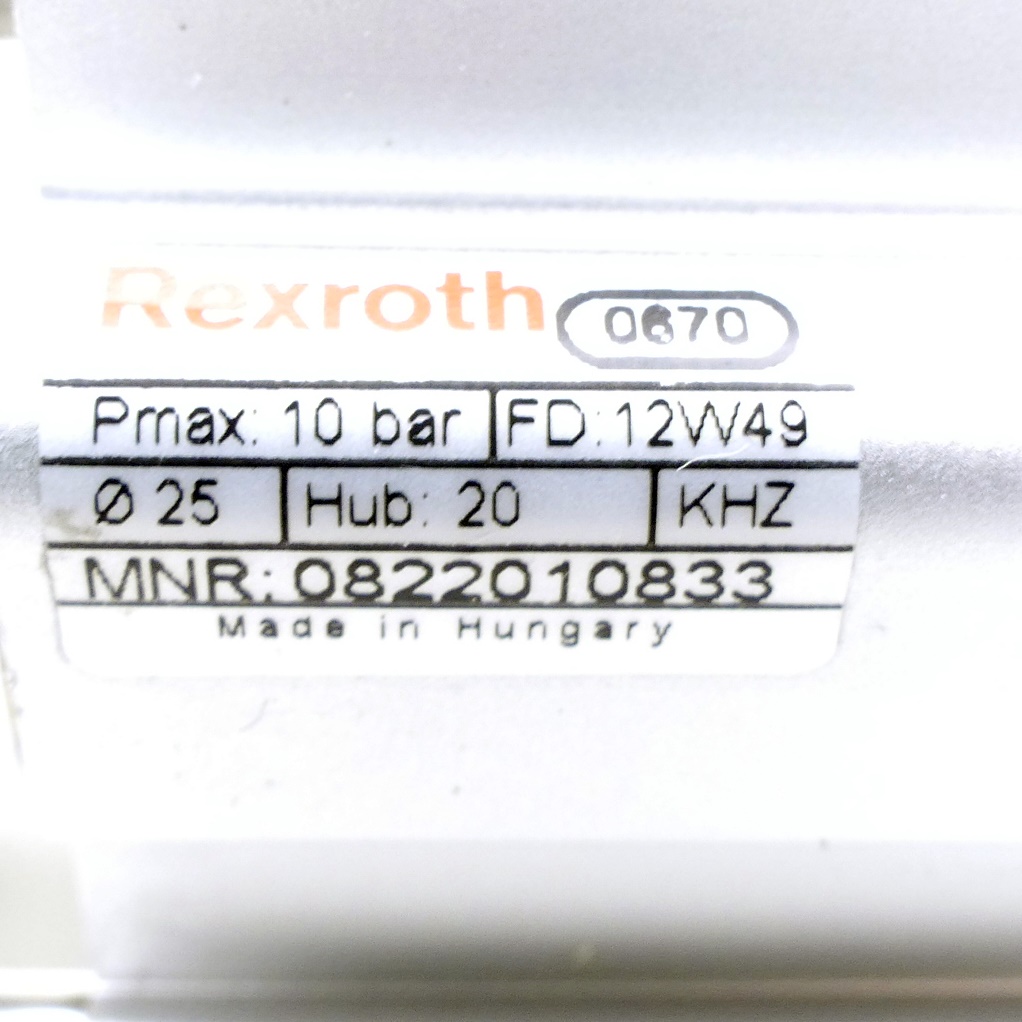 Rexroth 0670
Pmax: 10 bar FD: 12W49
Ø 25 Hub: 20 KHZ
MNR: 0822010833
Made in Hungary